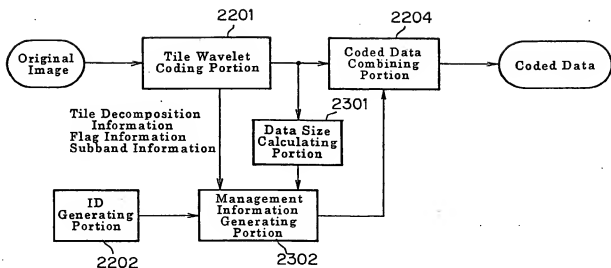 2201
2204
Original
Image
Tile Wavelet
Coding Portion
Coded Data
Combining
Portion
Coded Data
Tile Decomposition
Information
Flag Information
Subband Information
2301
Data Size
Calculating
Portion
ID
Generating
Portion
Management
Information
Generating
Portion
2202
2302